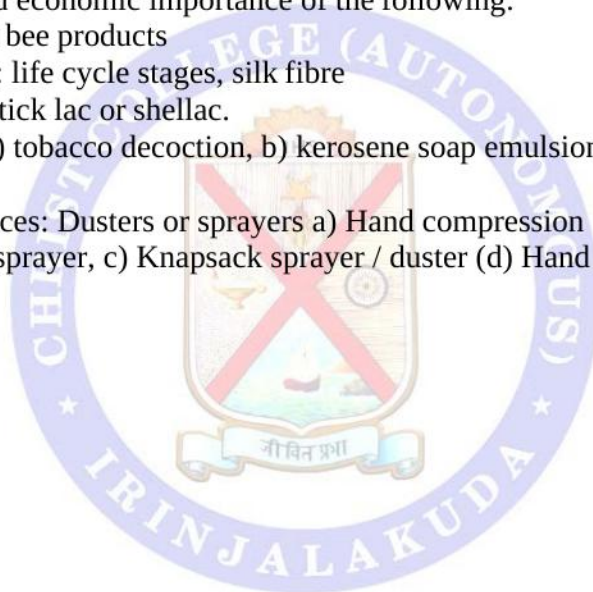 d economic importance of the following:
bee products
: life cycle stages, silk fibre
tick lac or shellac.
) tobacco decoction, b) kerosene soap emulsion
ces: Dusters or sprayers a) Hand compression
sprayer, c) Knapsack sprayer / duster (d) Hand
CHRIST COLLEGE (AUTONOMOUS)
जीवित प्रभा
★ IRINJALAKUDA ★